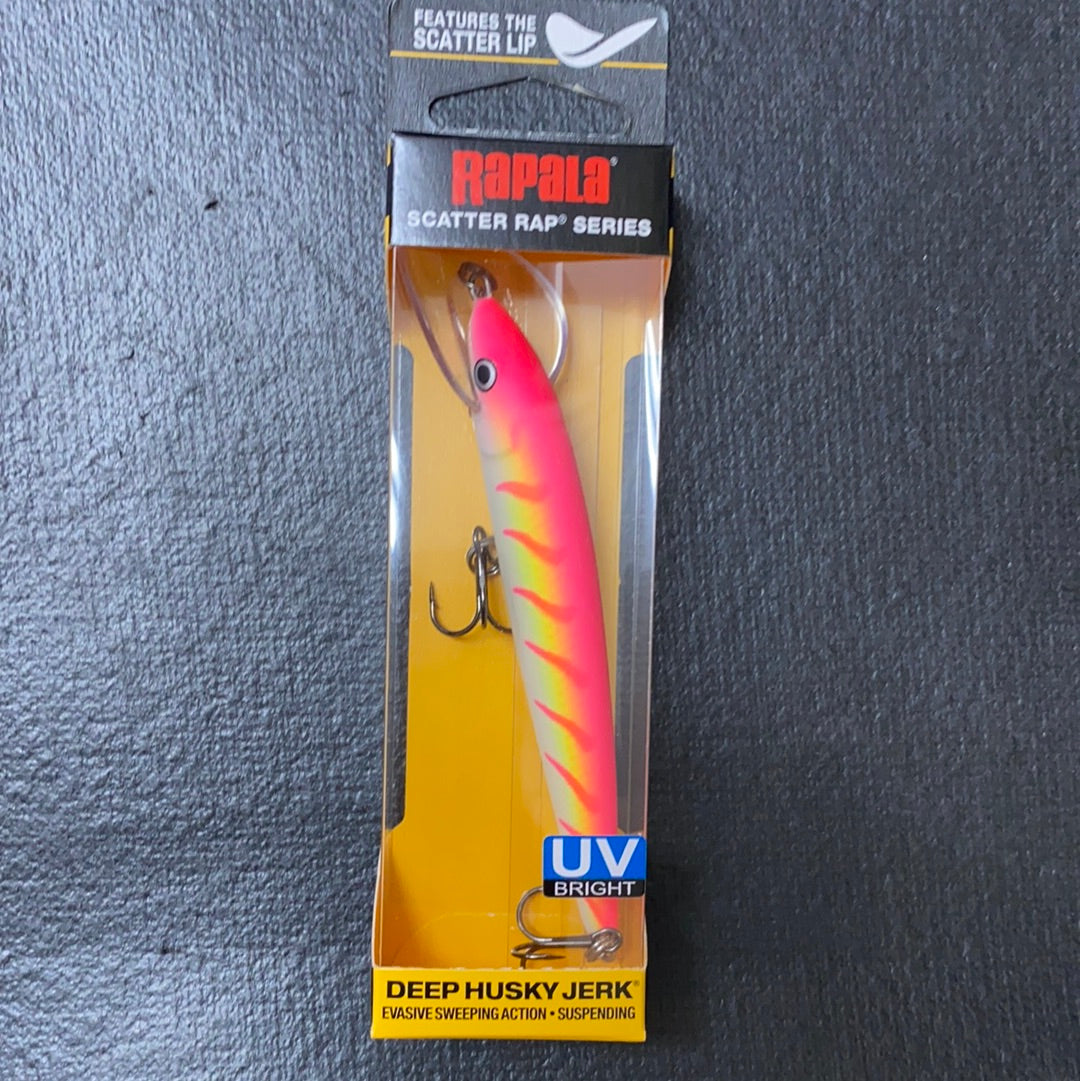 FEATURES THE
SCATTER LIP
RAPALA®
SCATTER RAP® SERIES
UV
BRIGHT
DEEP HUSKY JERK®
EVASIVE SWEEPING ACTION • SUSPENDING